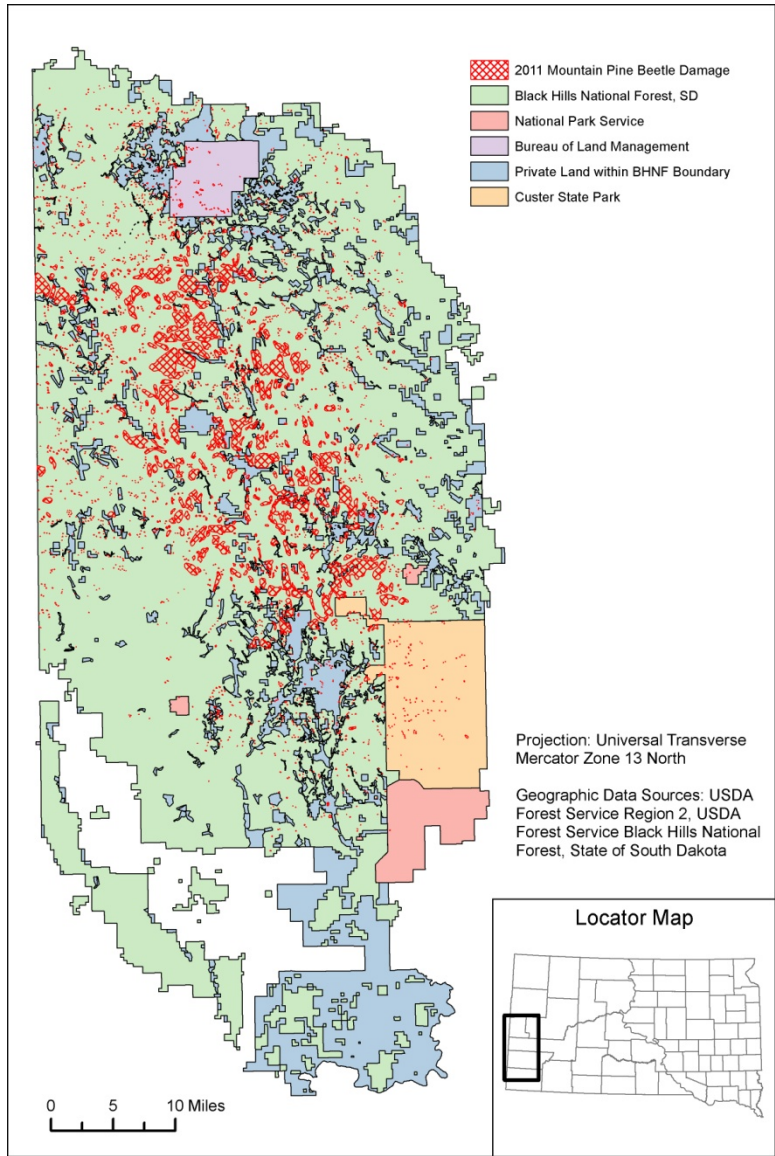 2011 Mountain Pine Beetle Damage
Black Hills National Forest, SD
National Park Service
Bureau of Land Management
Private Land within BHNF Boundary
Custer State Park
Projection: Universal Transverse
Mercator Zone 13 North
Geographic Data Sources: USDA
Forest Service Region 2, USDA
Forest Service Black Hills National
Forest, State of South Dakota
Locator Map
0 5 10 Miles